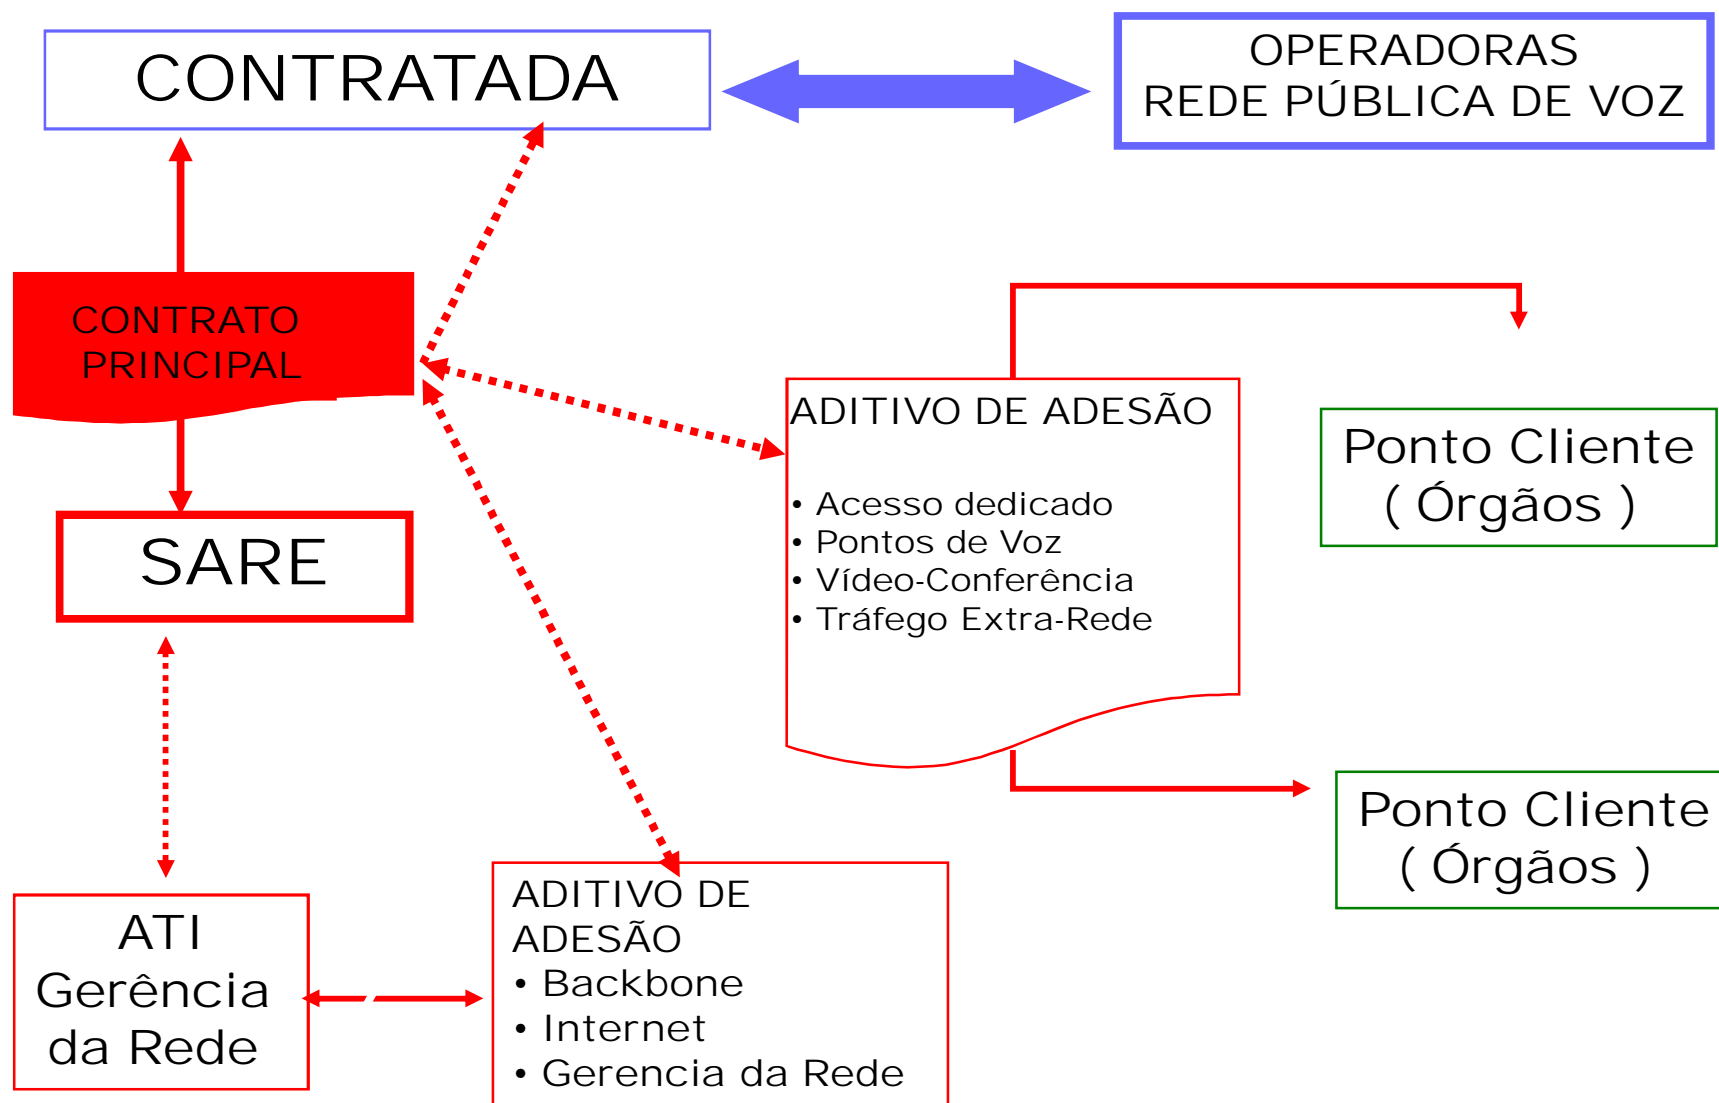 CONTRATADA
OPERADORAS
REDE PÚBLICA DE VOZ
CONTRATO
PRINCIPAL
ADITIVO DE ADESÃO
• Acesso dedicado
• Pontos de Voz
• Vídeo-Conferência
• Tráfego Extra-Rede
Ponto Cliente
( Órgãos )
SARE
Ponto Cliente
( Órgãos )
ATI
Gerência
da Rede
ADITIVO DE
ADESÃO
• Backbone
• Internet
• Gerencia da Rede